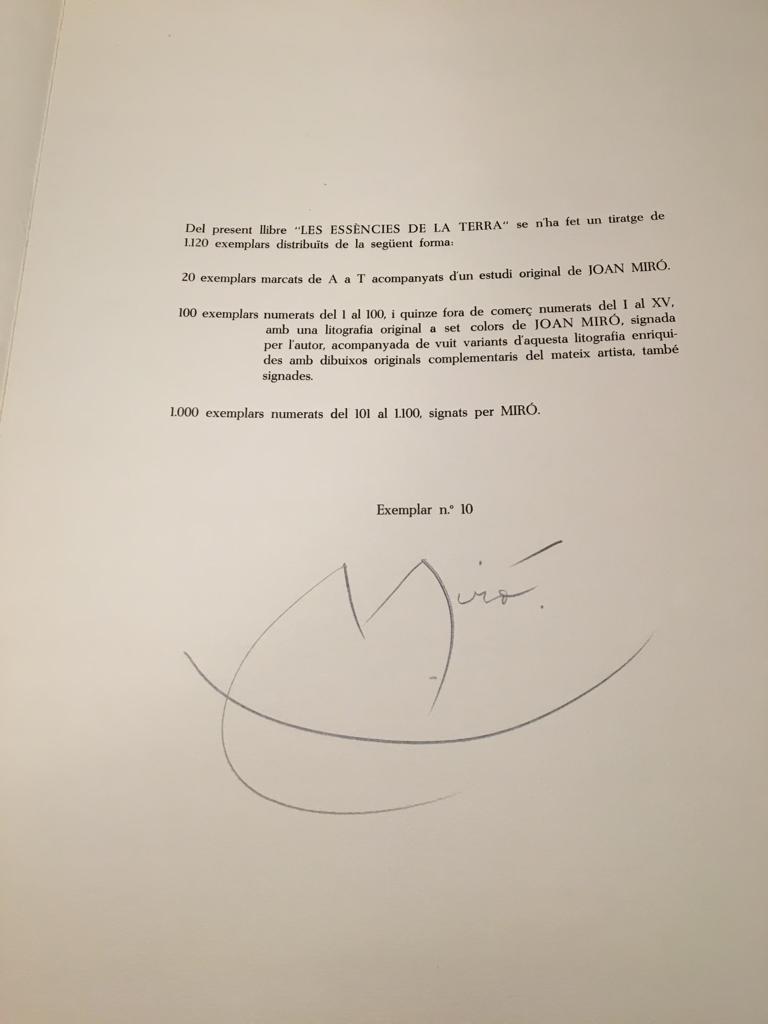 Del present llibre "LES ESSÈNCIES DE LA TERRA" se n'ha fet un tiratge de
1.120 exemplars distribuïts de la següent forma:
20 exemplars marcats de A a T acompanyats d'un estudi original de JOAN MIRÓ.
100 exemplars numerats del 1 al 100, i quinze fora de comerç numerats del I al XV,
amb una litografia original a set colors de JOAN MIRÓ, signada
per l'autor, acompanyada de vuit variants d'aquesta litografia enriqui-
des amb dibuixos originals complementaris del mateix artista, també
signades.
1.000 exemplars numerats del 101 al 1.100, signats per MIRÓ.
Exemplar n.º 10
Miró.